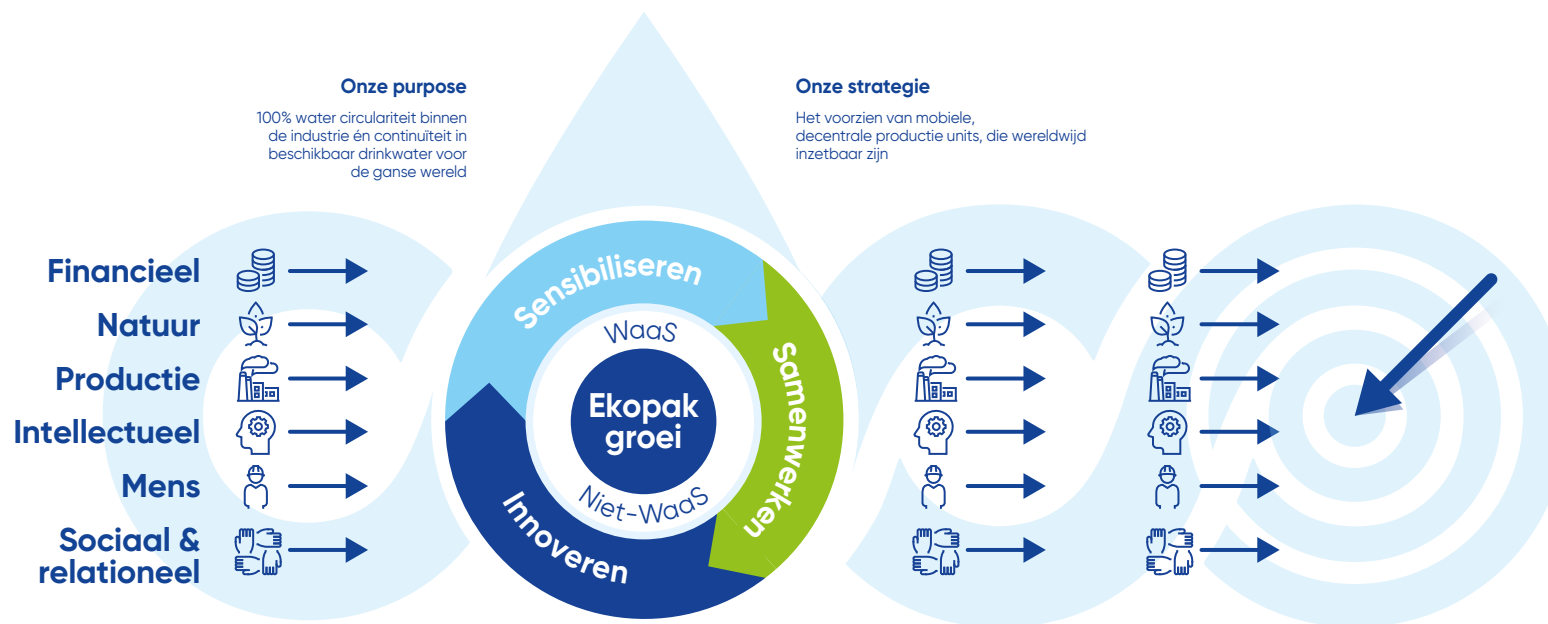 Onze purpose
100% water circulariteit binnen
de industrie én continuïteit in
beschikbaar drinkwater voor
de ganse wereld
Onze strategie
Het voorzien van mobiele,
decentrale productie units, die wereldwijd
inzetbaar zijn
Financieel
Natuur
Productie
Intellectueel
Mens
Sociaal &
relationeel
Sensibiliseren
Samenwerken
Innoveren
WaaS
Ekopak
groei
Niet-WaaS